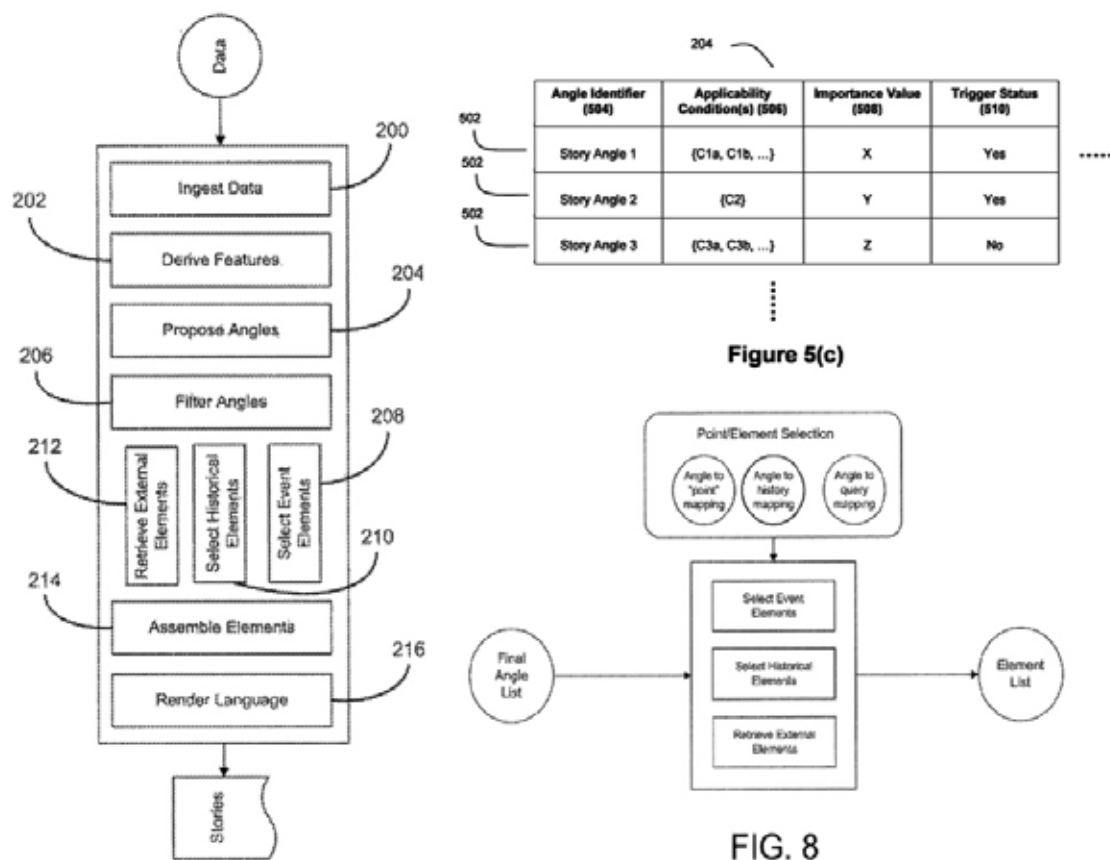 Data
200
Ingest Data
202
Derive Features
204
Propose Angles
206
Filter Angles
208
212
Retrieve External
Elements
Select Historical
Elements
Select Event
Elements
210
214
Assemble Elements
216
Render Language
Stories
204
Angle Identifier
(504)
Applicability
Condition(s) (506)
Importance Value
(508)
Trigger Status
(510)
502
Story Angle 1
{C1a, C1b, ...}
X
Yes
502
Story Angle 2
{C2}
Y
Yes
502
Story Angle 3
{C3a, C3b, ...}
Z
No
Figure 5(c)
Point/Element Selection
Angle to
"point"
mapping
Angle to
history
mapping
Angle to
query
mapping
Select Event
Elements
Final
Angle
List
Select Historical
Elements
Element
List
Retrieve External
Elements
FIG. 8